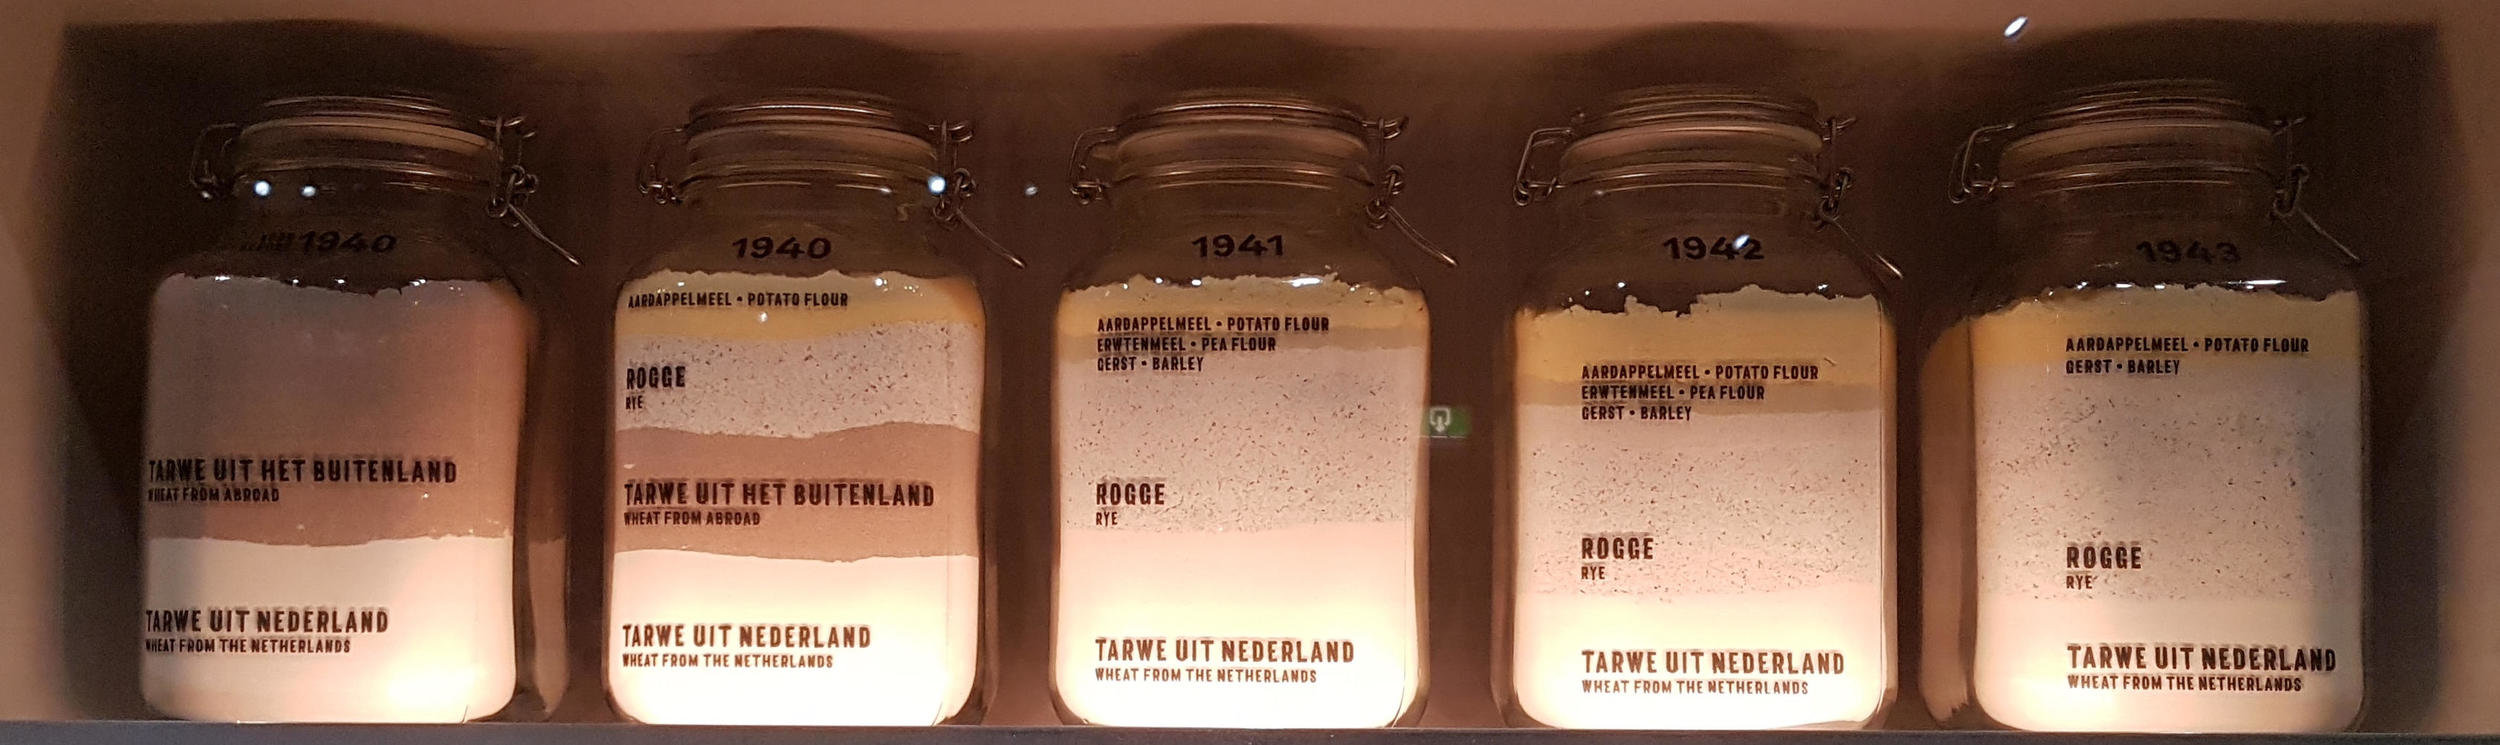 1940
TARWE UIT HET BUITENLAND
WHEAT FROM ABROAD
TARWE UIT NEDERLAND
WHEAT FROM THE NETHERLANDS
1940
AARDAPPELMEEL • POTATO FLOUR
ROGGE
RYE
TARWE UIT HET BUITENLAND
WHEAT FROM ABROAD
TARWE UIT NEDERLAND
WHEAT FROM THE NETHERLANDS
1941
AARDAPPELMEEL • POTATO FLOUR
ERWTENMEEL • PEA FLOUR
GERST • BARLEY
ROGGE
RYE
TARWE UIT NEDERLAND
WHEAT FROM THE NETHERLANDS
1942
AARDAPPELMEEL • POTATO FLOUR
ERWTENMEEL • PEA FLOUR
GERST • BARLEY
ROGGE
RYE
TARWE UIT NEDERLAND
WHEAT FROM THE NETHERLANDS
1943
AARDAPPELMEEL • POTATO FLOUR
GERST • BARLEY
ROGGE
RYE
TARWE UIT NEDERLAND
WHEAT FROM THE NETHERLANDS